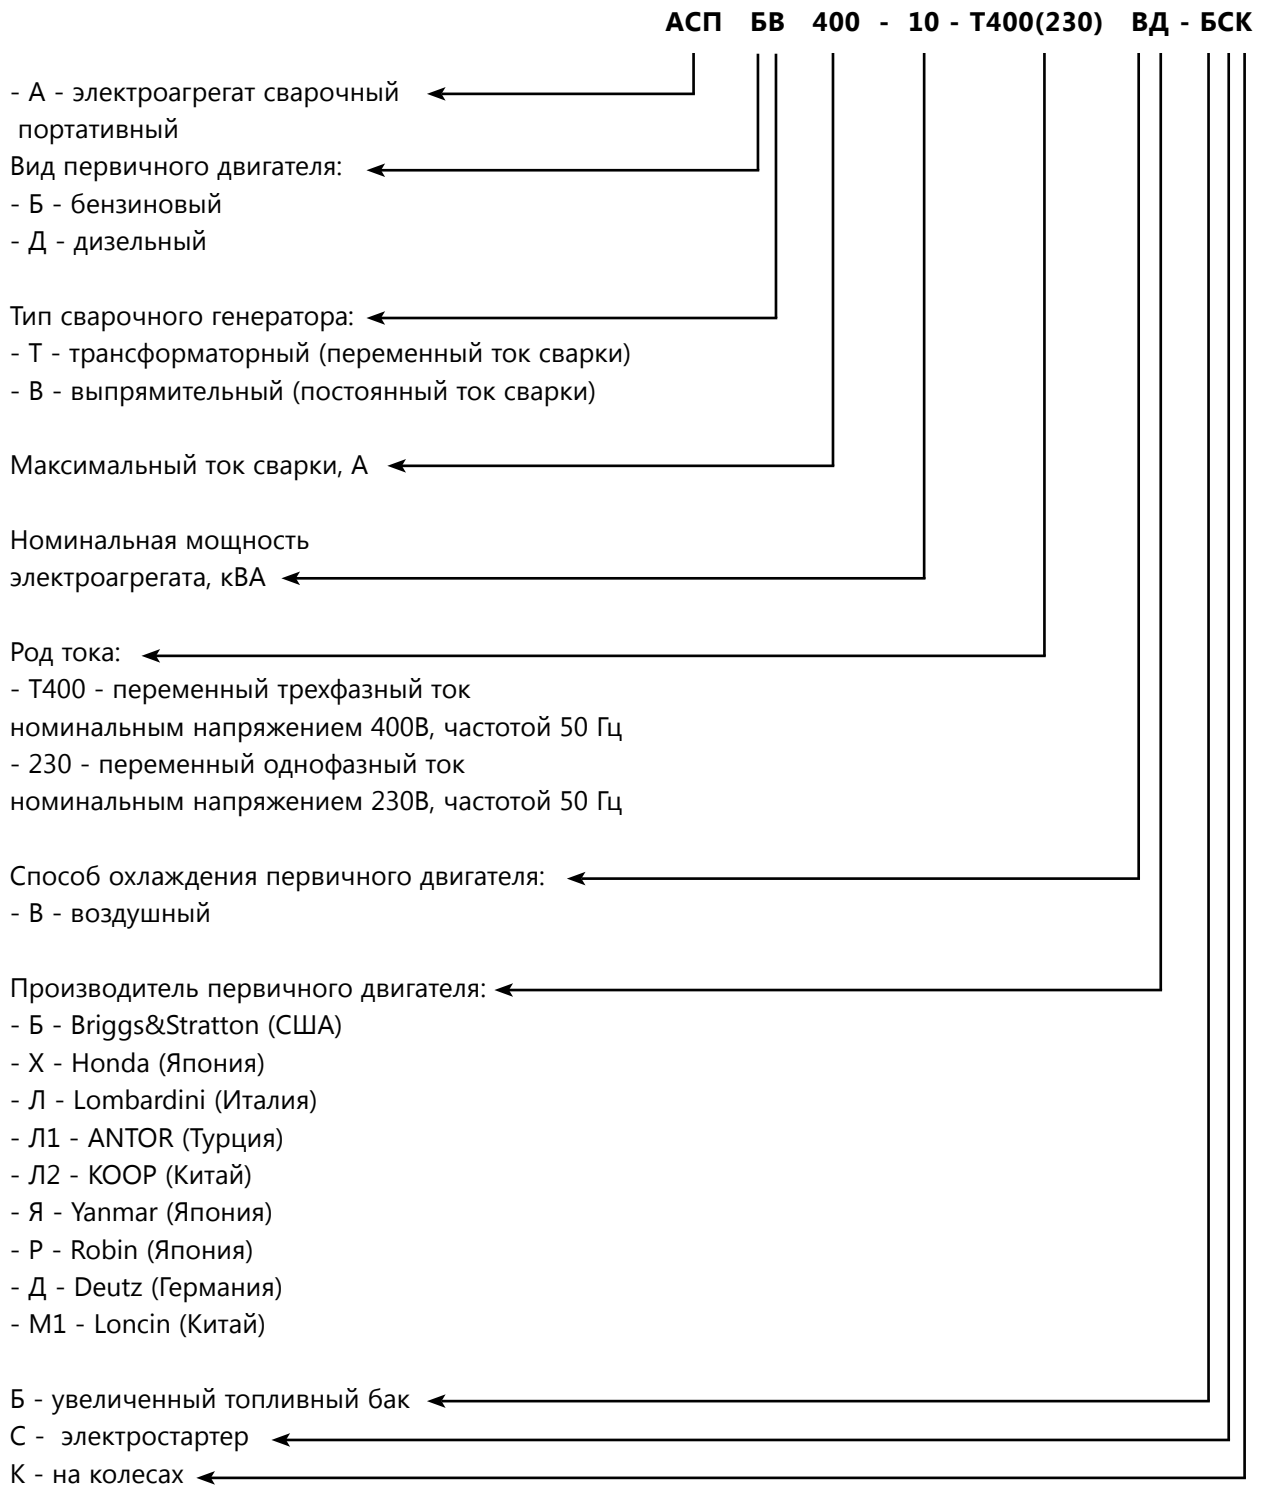 АСП БВ 400 - 10 - Т400(230) ВД - БСК
- А - электроагрегат сварочный
портативный
Вид первичного двигателя:
- Б - бензиновый
- Д - дизельный
Тип сварочного генератора:
- Т - трансформаторный (переменный ток сварки)
- В - выпрямительный (постоянный ток сварки)
Максимальный ток сварки, А
Номинальная мощность
электроагрегата, кВА
Род тока:
- Т400 - переменный трехфазный ток
номинальным напряжением 400В, частотой 50 Гц
- 230 - переменный однофазный ток
номинальным напряжением 230В, частотой 50 Гц
Способ охлаждения первичного двигателя:
- В - воздушный
Производитель первичного двигателя:
- Б - Briggs&Stratton (США)
- Х - Honda (Япония)
- Л - Lombardini (Италия)
- Л1 - ANTOR (Турция)
- Л2 - KOOP (Китай)
- Я - Yanmar (Япония)
- Р - Robin (Япония)
- Д - Deutz (Германия)
- М1 - Loncin (Китай)
Б - увеличенный топливный бак
С - электростартер
К - на колесах